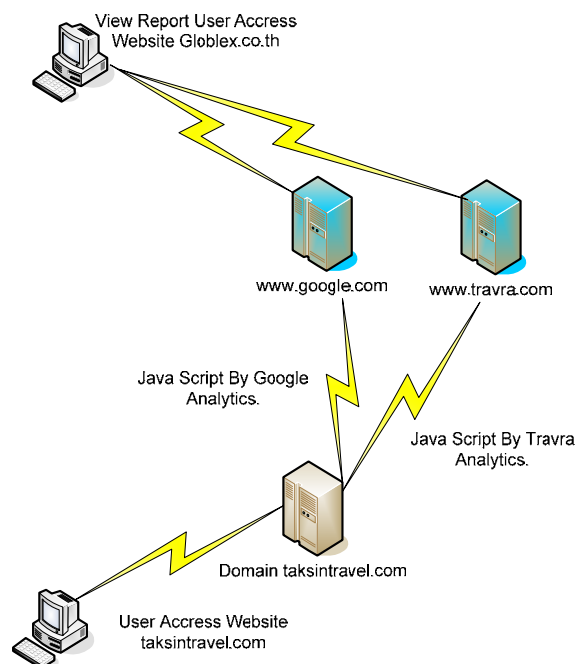 View Report User Access
Website Globlex.co.th
www.google.com
www.travra.com
Java Script By Google
Analytics.
Java Script By Travra
Analytics.
Domain taksintravel.com
User Access Website
taksintravel.com